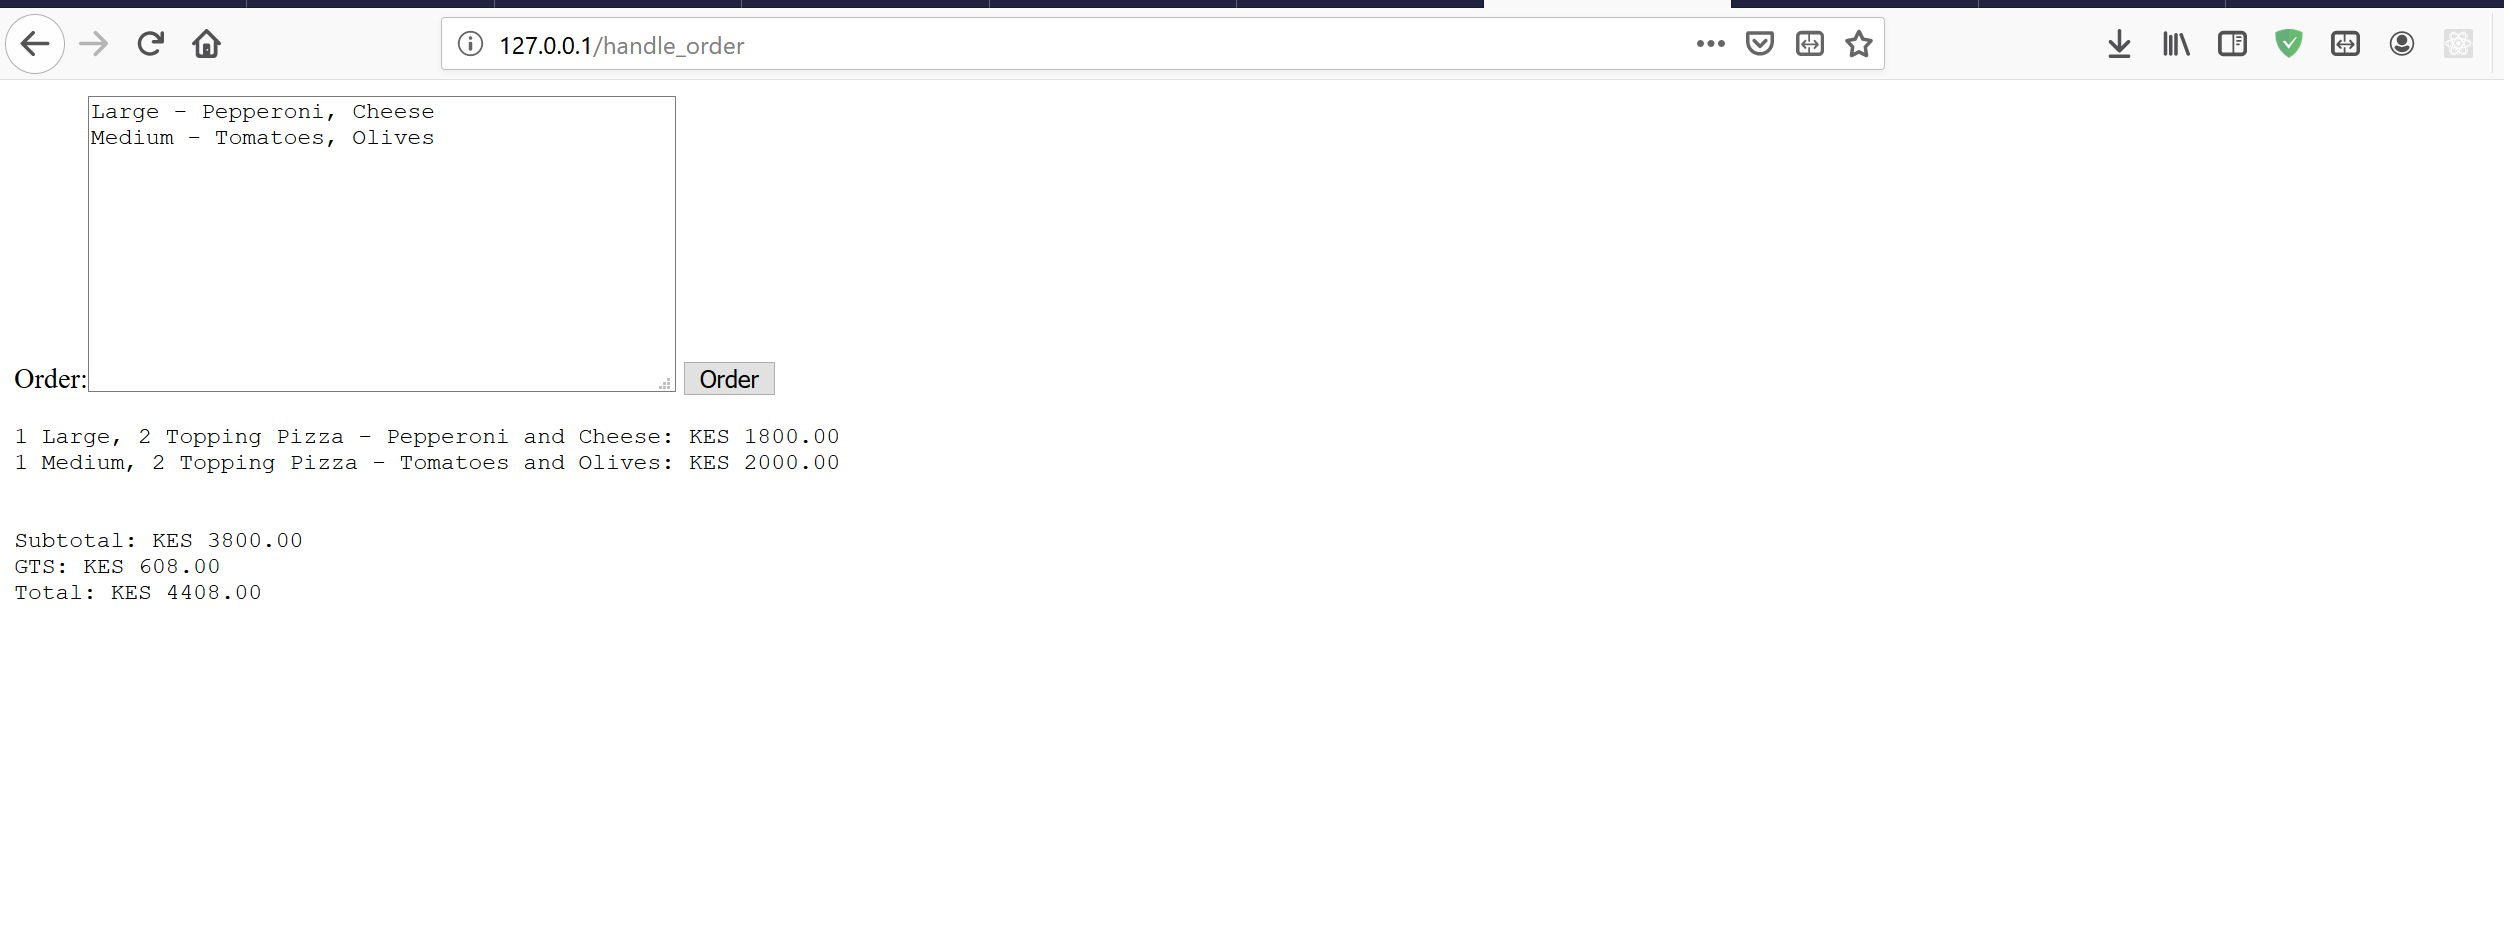 127.0.0.1/handle_order
Large - Pepperoni, Cheese
Medium - Tomatoes, Olives
Order:
Order
1 Large, 2 Topping Pizza - Pepperoni and Cheese: KES 1800.00
1 Medium, 2 Topping Pizza - Tomatoes and Olives: KES 2000.00
Subtotal: KES 3800.00
GTS: KES 608.00
Total: KES 4408.00